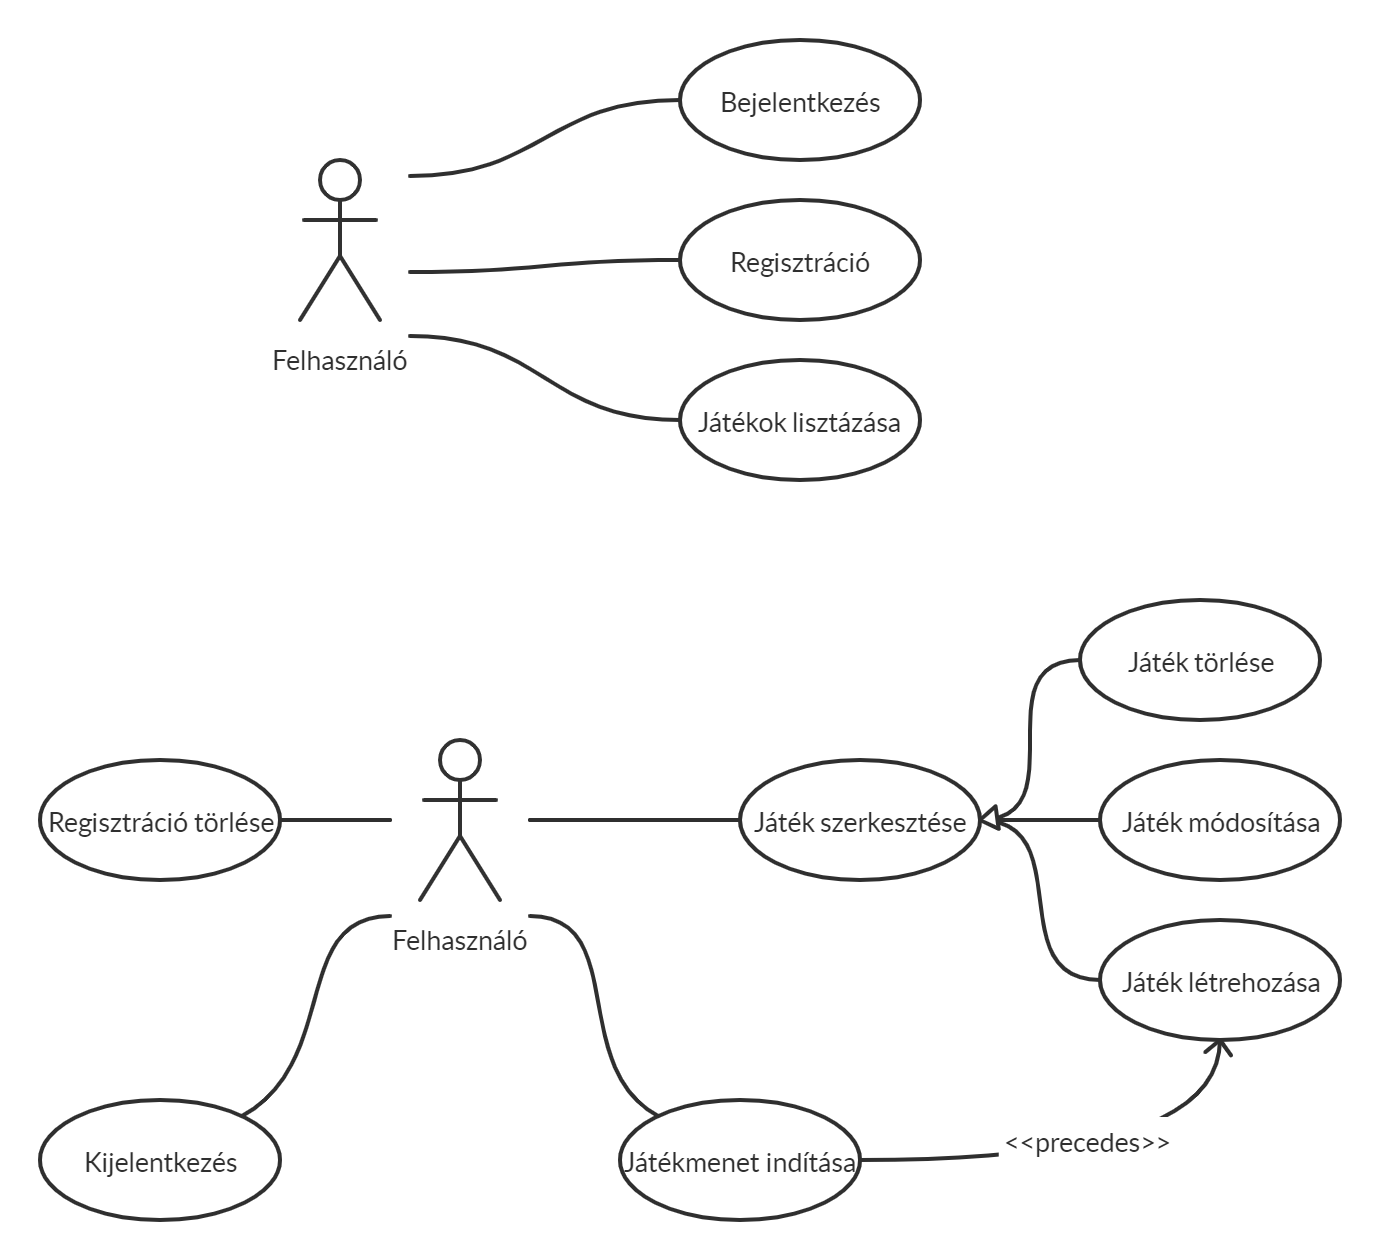 Bejelentkezés
Regisztráció
Felhasználó
Játékok lisztázása
Játék törlése
Regisztráció törlése
Játék szerkesztése
Játék módosítása
Felhasználó
Játék létrehozása
<<precedes>>
Kijelentkezés
Játékmenet indítása